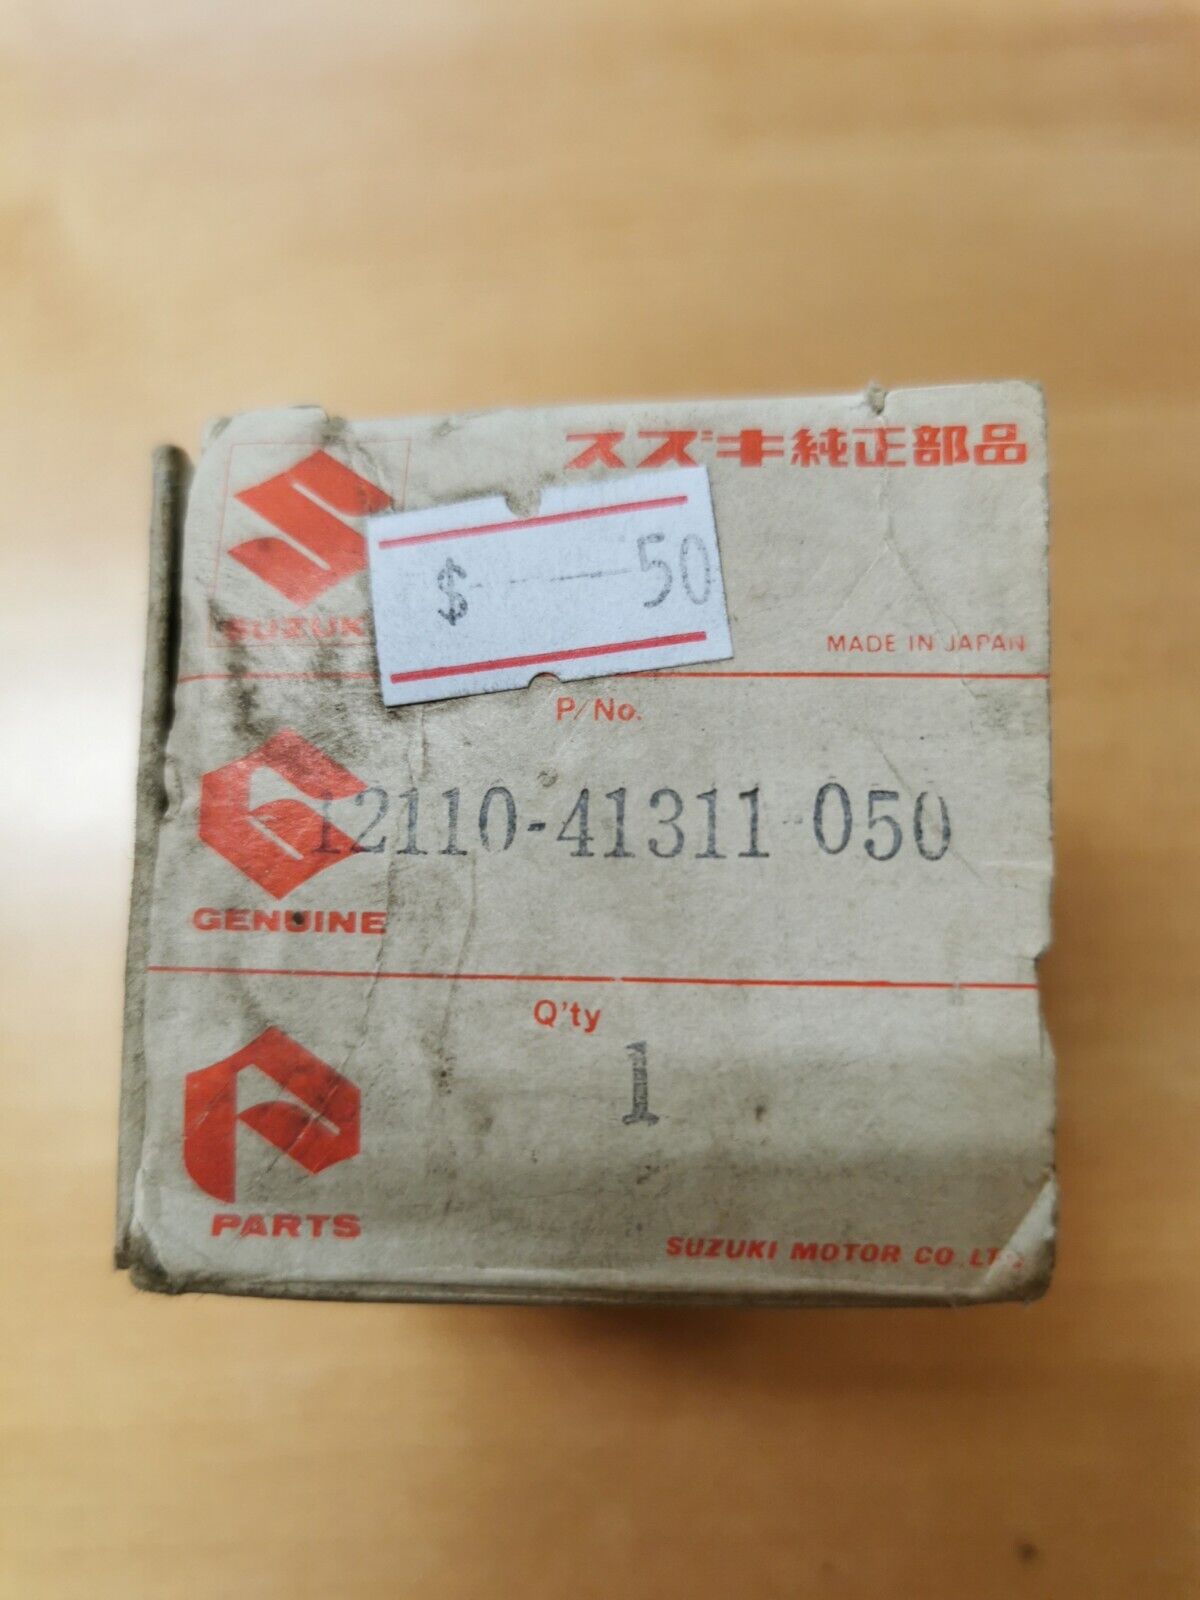 スズキ純正部品
SUZUKI
$ 50
MADE IN JAPAN
P/No.
12110-41311-050
GENUINE
Q'ty
1
PARTS
SUZUKI MOTOR CO. LTD.